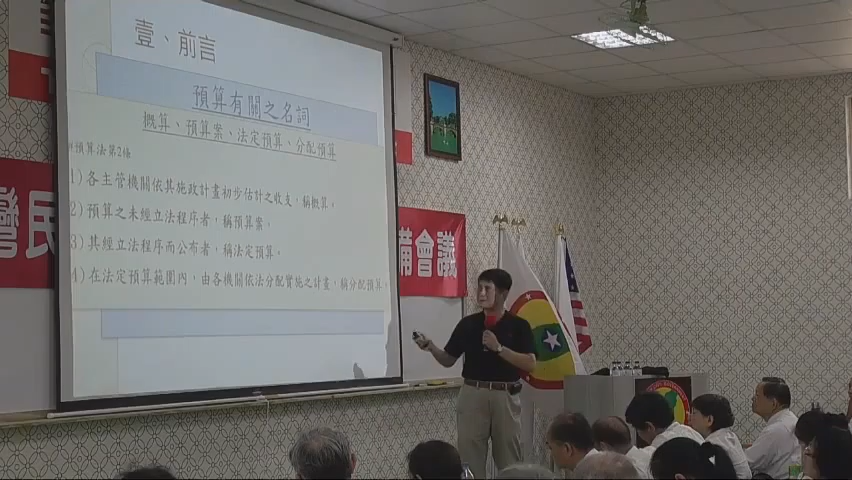 壹、前言
預算有關之名詞
概算、預算案、法定預算、分配預算
#預算法第2條
1)各主管機關依其施政計畫初步估計之收支，稱概算。
2)預算之未經立法程序者，稱預算案。
3)其經立法程序而公布者，稱法定預算。
4)在法定預算範圍內，由各機關依法分配實施之計畫，稱分配預算。
灣民
備會議